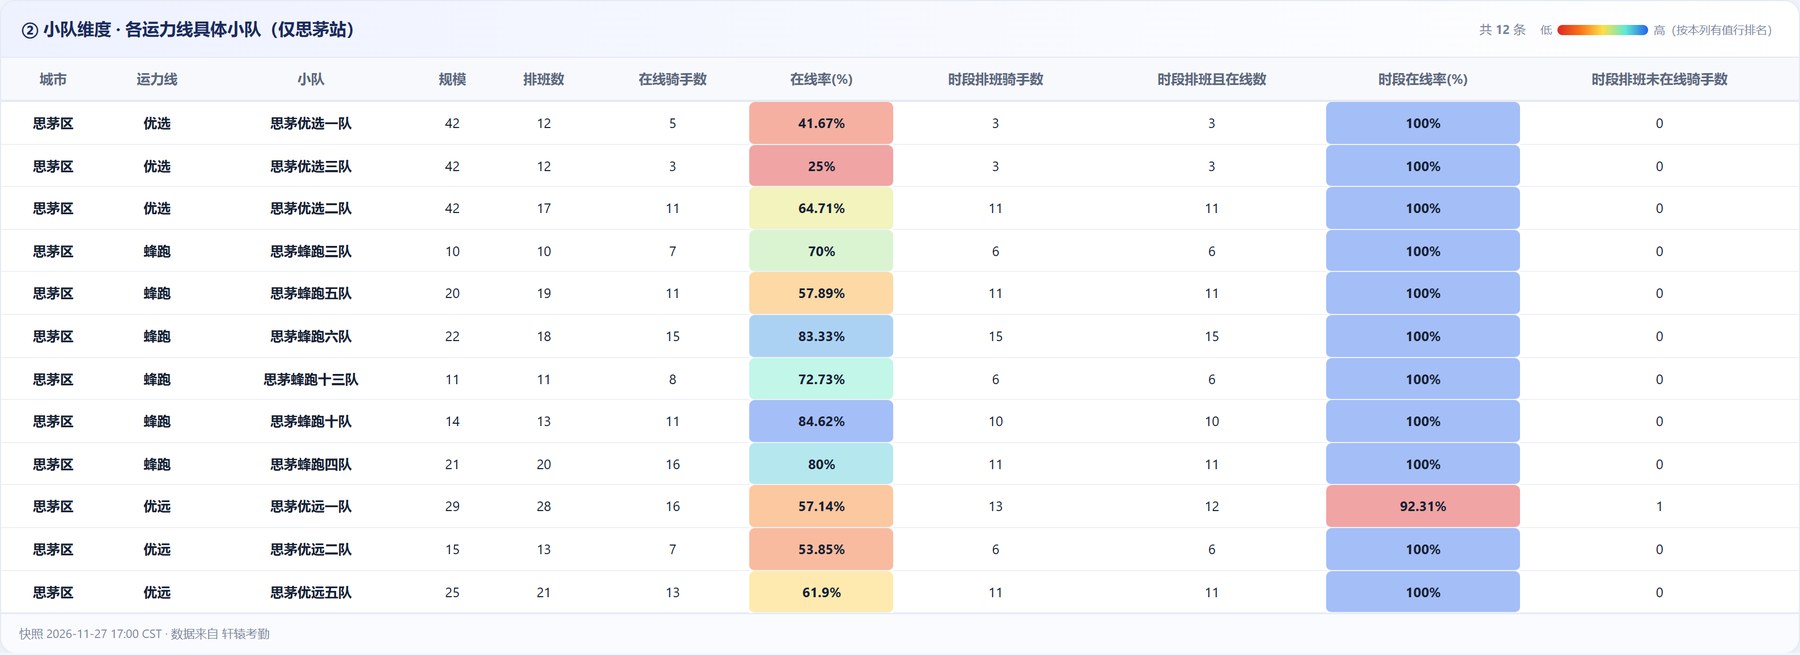 ② 小队维度 · 各运力线具体小队（仅思茅站）
共 12 条 低 高 (按本列有值行排名)
城市 运力线 小队 规模 排班数 在线骑手数 在线率(%) 时段排班骑手数 时段排班且在线数 时段在线率(%) 时段排班未在线骑手数
思茅区 优选 思茅优选一队 42 12 5 41.67% 3 3 100% 0
思茅区 优选 思茅优选三队 42 12 3 25% 3 3 100% 0
思茅区 优选 思茅优选二队 42 17 11 64.71% 11 11 100% 0
思茅区 蜂跑 思茅蜂跑三队 10 10 7 70% 6 6 100% 0
思茅区 蜂跑 思茅蜂跑五队 20 19 11 57.89% 11 11 100% 0
思茅区 蜂跑 思茅蜂跑六队 22 18 15 83.33% 15 15 100% 0
思茅区 蜂跑 思茅蜂跑十三队 11 11 8 72.73% 6 6 100% 0
思茅区 蜂跑 思茅蜂跑十队 14 13 11 84.62% 10 10 100% 0
思茅区 蜂跑 思茅蜂跑四队 21 20 16 80% 11 11 100% 0
思茅区 优远 思茅优远一队 29 28 16 57.14% 13 12 92.31% 1
思茅区 优远 思茅优远二队 15 13 7 53.85% 6 6 100% 0
思茅区 优远 思茅优远五队 25 21 13 61.9% 11 11 100% 0
快照 2026-11-27 17:00 CST · 数据来自 轩辕考勤